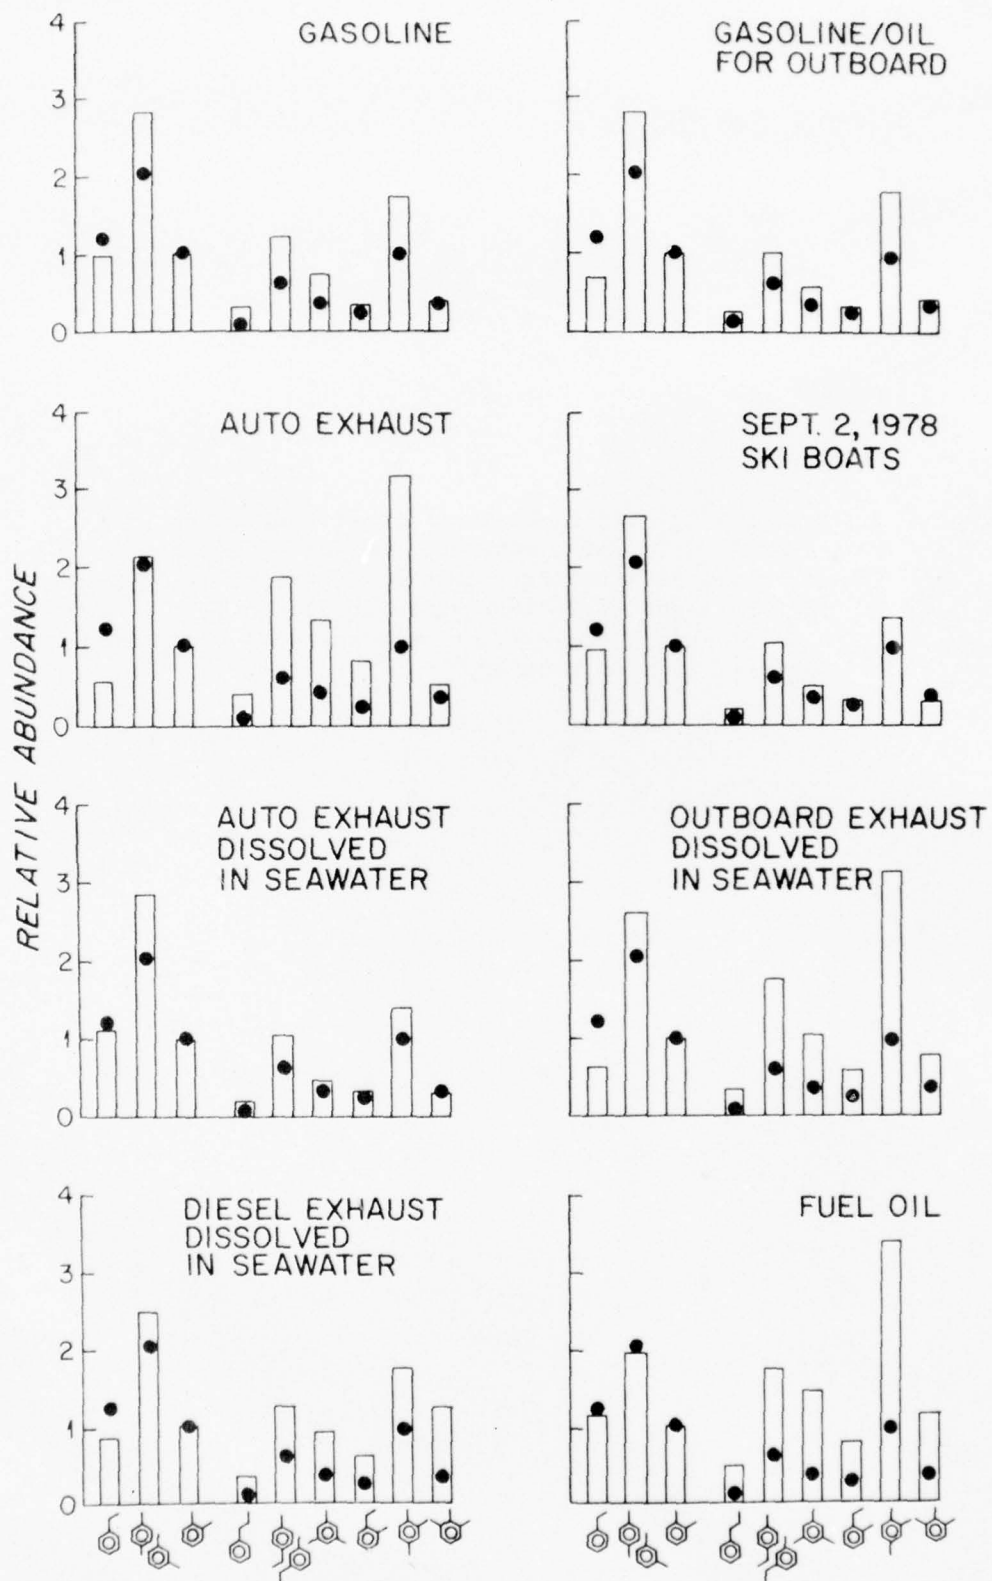 4
3
2
1
0
GASOLINE
GASOLINE/OIL
FOR OUTBOARD
4
3
2
1
0
AUTO EXHAUST
SEPT. 2, 1978
SKI BOATS
RELATIVE ABUNDANCE
4
3
2
1
0
AUTO EXHAUST
DISSOLVED
IN SEAWATER
OUTBOARD EXHAUST
DISSOLVED
IN SEAWATER
4
3
2
1
0
DIESEL EXHAUST
DISSOLVED
IN SEAWATER
FUEL OIL